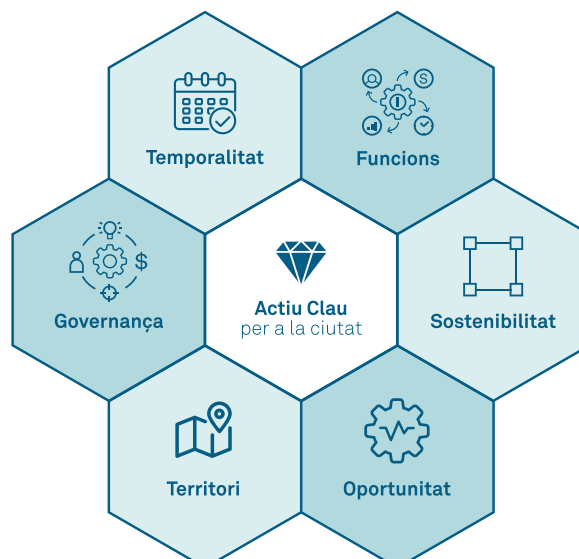 Temporalitat
Funcions
Governança
Actiu Clau
per a la ciutat
Sostenibilitat
Territori
Oportunitat